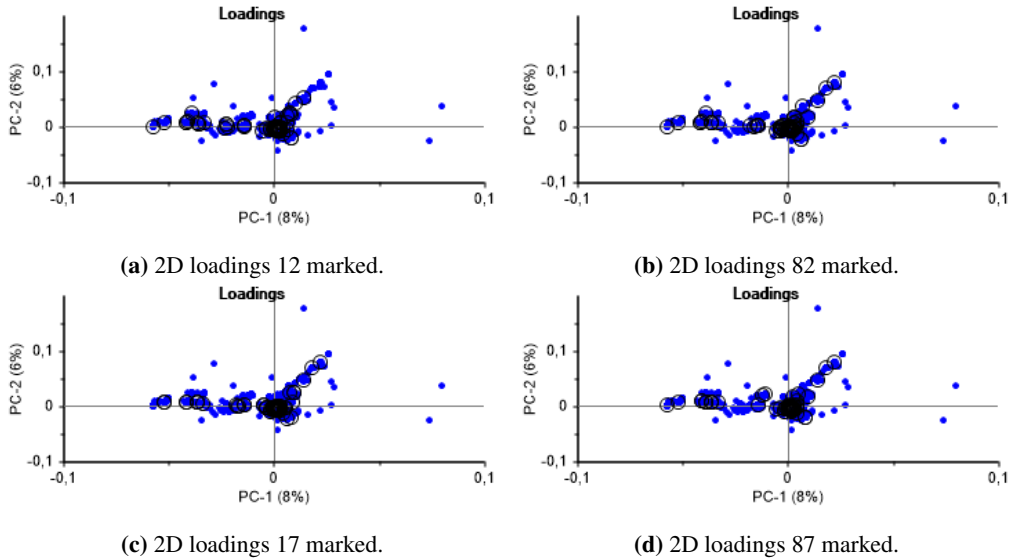 Loadings
PC-2 (6%)
0,1
0
-0,1
-0,1
0
0,1
PC-1 (8%)
(a) 2D loadings 12 marked.
Loadings
PC-2 (6%)
0,1
0
-0,1
-0,1
0
0,1
PC-1 (8%)
(b) 2D loadings 82 marked.
Loadings
PC-2 (6%)
0,1
0
-0,1
-0,1
0
0,1
PC-1 (8%)
(c) 2D loadings 17 marked.
Loadings
PC-2 (6%)
0,1
0
-0,1
-0,1
0
0,1
PC-1 (8%)
(d) 2D loadings 87 marked.